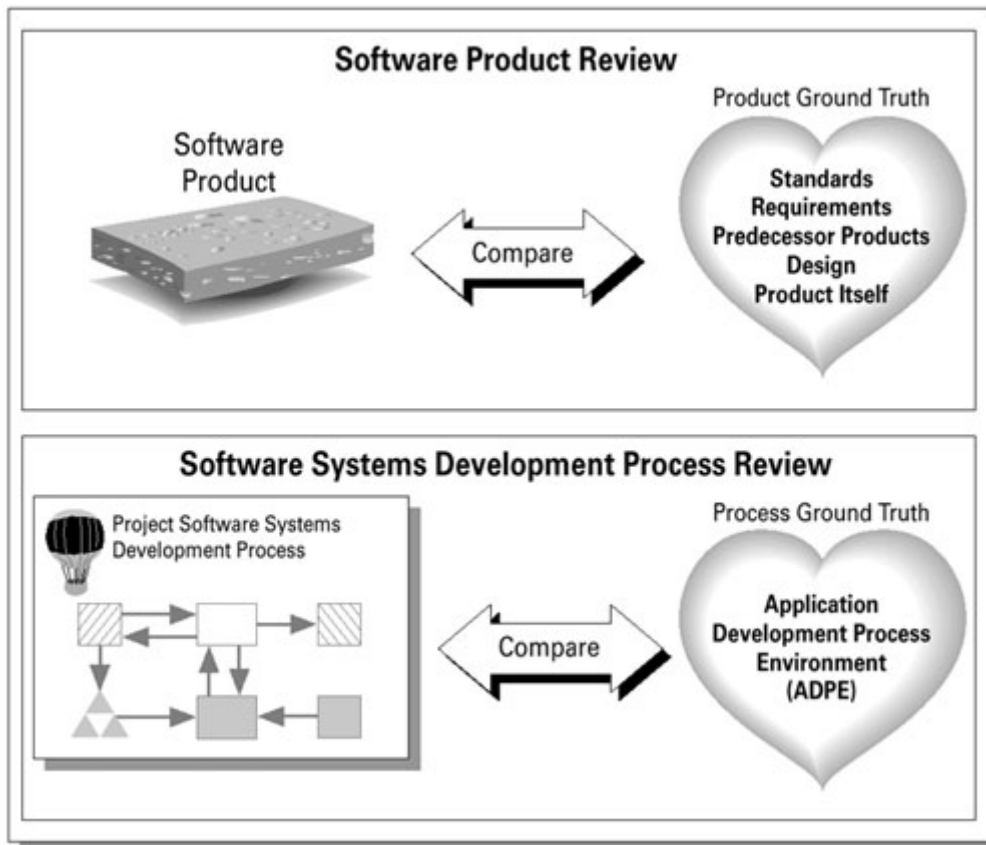 Software Product Review
Software
Product
Compare
Product Ground Truth
Standards
Requirements
Predecessor Products
Design
Product Itself
Software Systems Development Process Review
Project Software Systems
Development Process
Compare
Process Ground Truth
Application
Development Process
Environment
(ADPE)